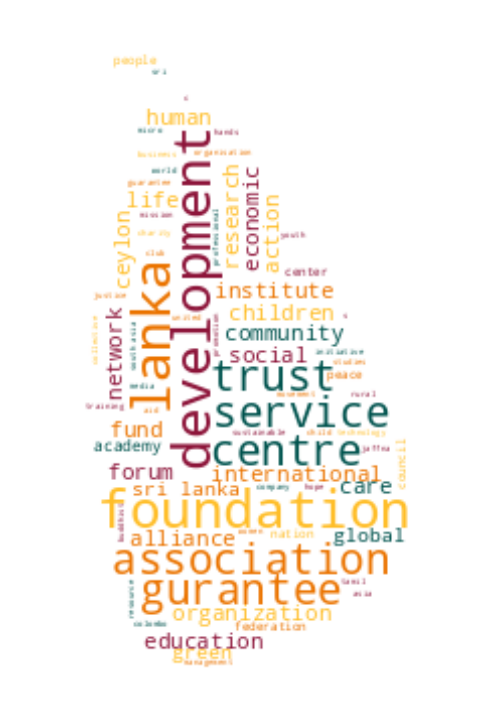 people
sri
s
human
micro
hands
business
organisation
world
guarantee
life
mission
development
research
economic
action
ceylon
professional
charity
youth
club
lanka
center
justice
institute
children
s
network
collective
south asia
united
promotion
community
social
initiative
studies
trust
peace
media
movement
rural
training
aid
service
fund
sustainable
child
technology
academy
centre
jaffna
forum
international
council
sri lanka
company
hope
care
foundation
buddhist
alliance
women
nation
global
association
gurantee
tamil
asia
resource
organization
colombo
federation
education
green
management